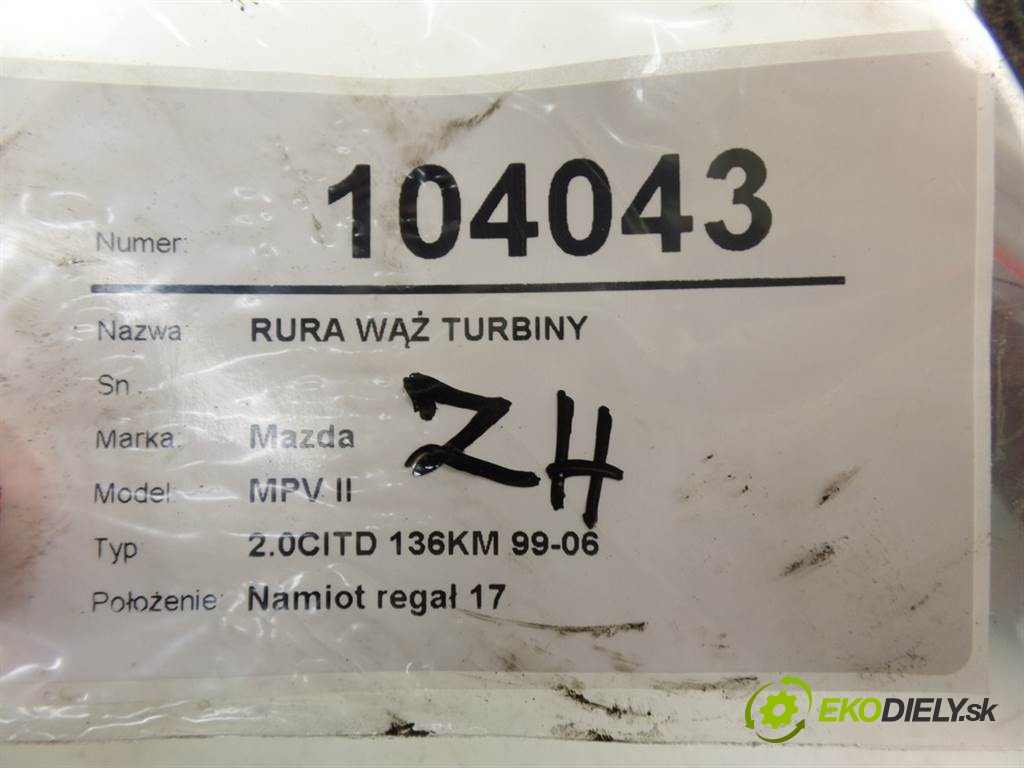 Numer: 104043
Nazwa: RURA WĄŻ TURBINY
Sn.:
Marka: Mazda
ZH
Model: MPV II
Typ 2.0CITD 136KM 99-06
Położenie: Namiot regał 17
EKODIELY.sk